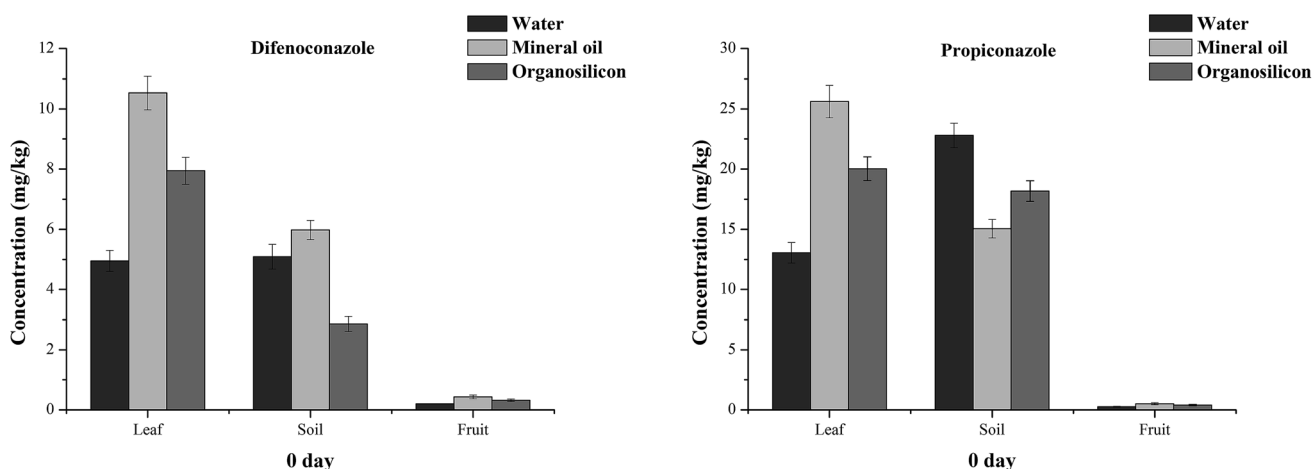 Difenoconazole
Water
Mineral oil
Organosilicon
Concentration (mg/kg)
12
10
8
6
4
2
0
Leaf
Soil
Fruit
0 day
Propiconazole
Water
Mineral oil
Organosilicon
Concentration (mg/kg)
30
25
20
15
10
5
0
Leaf
Soil
Fruit
0 day